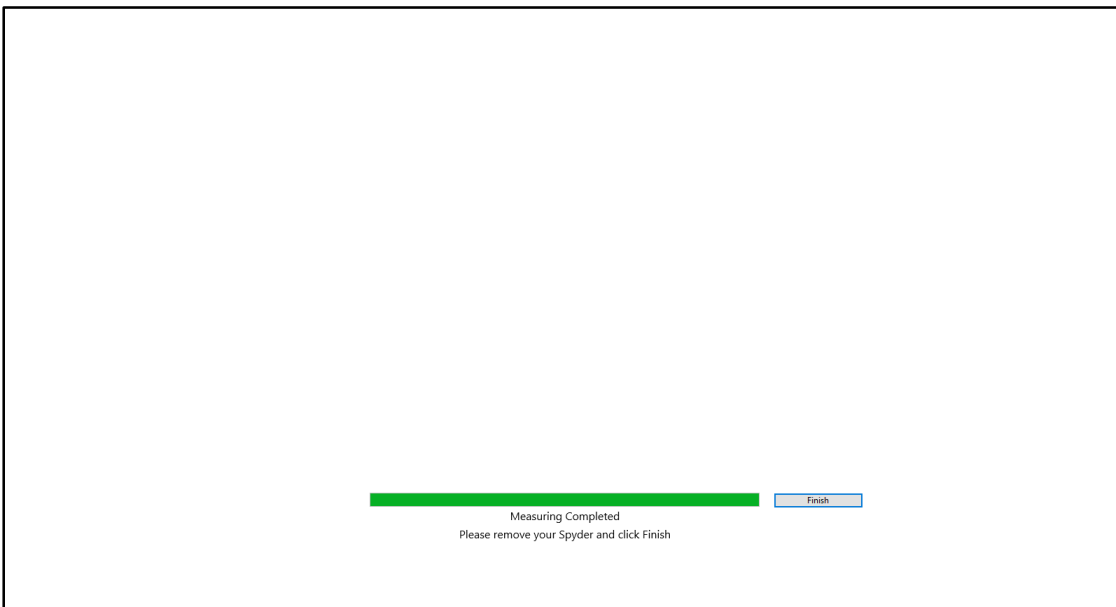 Finish
Measuring Completed
Please remove your Spyder and click Finish